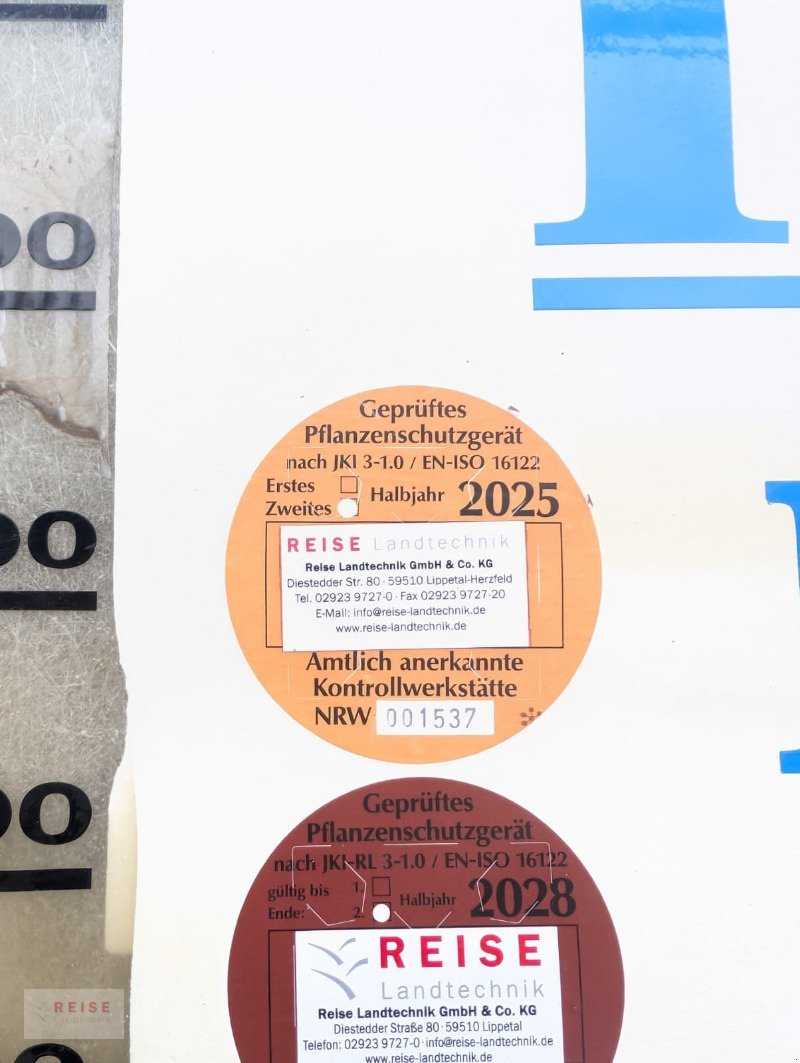 00
00
00
Geprüftes
Pflanzenschutzgerät
nach JKI 3-1.0 / EN-ISO 16122
Erstes
Zweites
Halbjahr 2025
REISE Landtechnik
Reise Landtechnik GmbH & Co. KG
Diestedder Str. 80 · 59510 Lippetal-Herzfeld
Tel. 02923 9727-0 · Fax 02923 9727-20
E-Mail: info@reise-landtechnik.de
www.reise-landtechnik.de
Amtlich anerkannte
Kontrollwerkstätte
NRW 001537
Geprüftes
Pflanzenschutzgerät
nach JKI-RL 3-1.0 / EN-ISO 16122
gültig bis 1.
Ende: 2.
Halbjahr 2028
REISE
Landtechnik
Reise Landtechnik GmbH & Co. KG
Diestedder Straße 80 · 59510 Lippetal
Telefon: 02923 9727-0 · info@reise-landtechnik.de
www.reise-landtechnik.de
REISE
Landtechnik